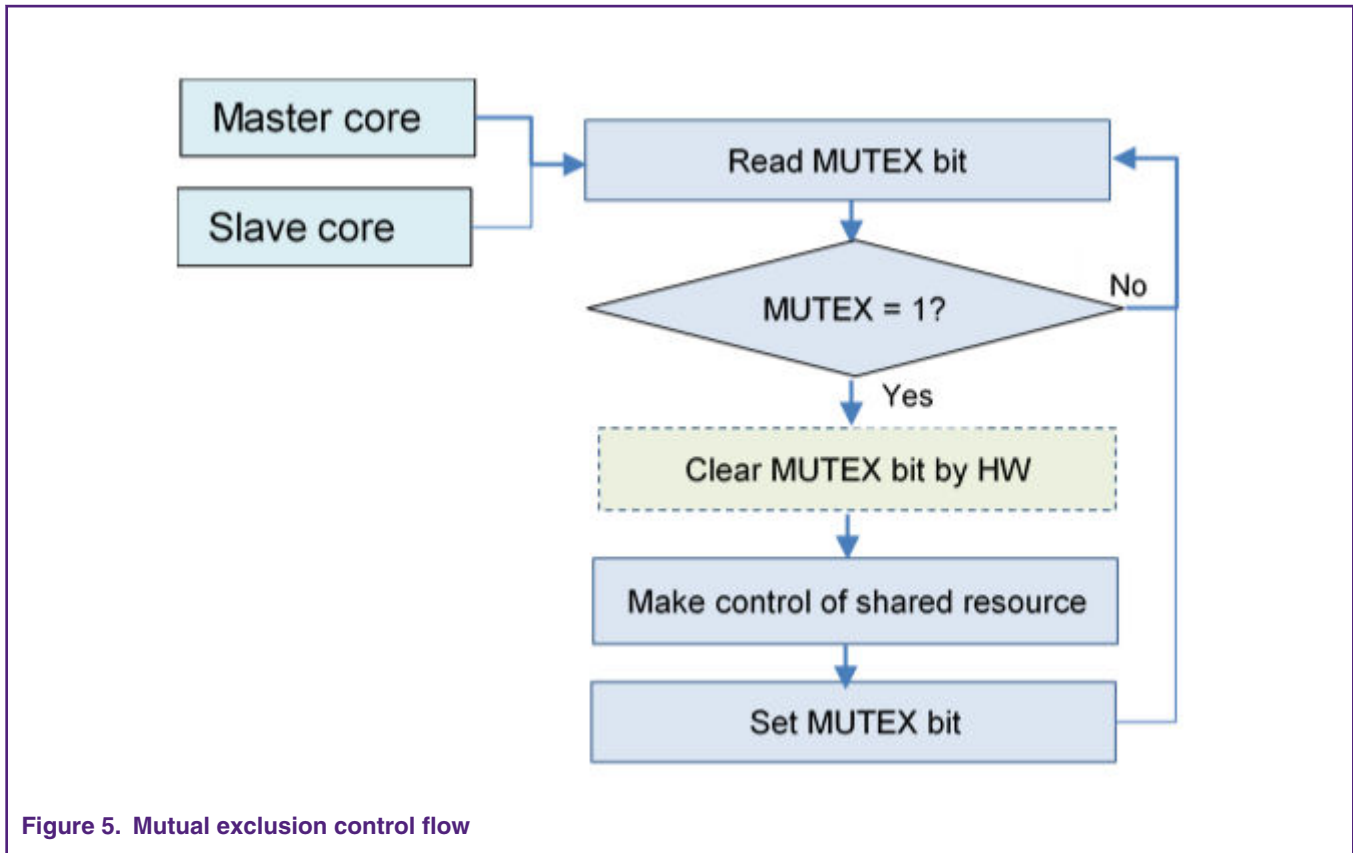 Master core
Slave core
Read MUTEX bit
MUTEX = 1?
No
Yes
Clear MUTEX bit by HW
Make control of shared resource
Set MUTEX bit
Figure 5. Mutual exclusion control flow